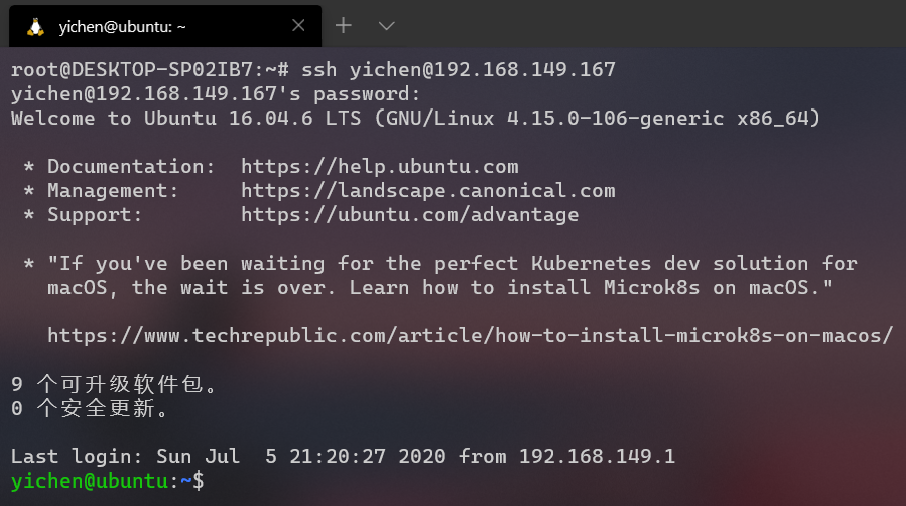 yichen@ubuntu: ~
root@DESKTOP-SP02IB7:~# ssh yichen@192.168.149.167
yichen@192.168.149.167's password:
Welcome to Ubuntu 16.04.6 LTS (GNU/Linux 4.15.0-106-generic x86_64)
* Documentation:  https://help.ubuntu.com
* Management:     https://landscape.canonical.com
* Support:        https://ubuntu.com/advantage
* "If you've been waiting for the perfect Kubernetes dev solution for
macOS, the wait is over. Learn how to install Microk8s on macOS."
https://www.techrepublic.com/article/how-to-install-microk8s-on-macos/
9 个可升级软件包。
0 个安全更新。
Last login: Sun Jul  5 21:20:27 2020 from 192.168.149.1
yichen@ubuntu:~$